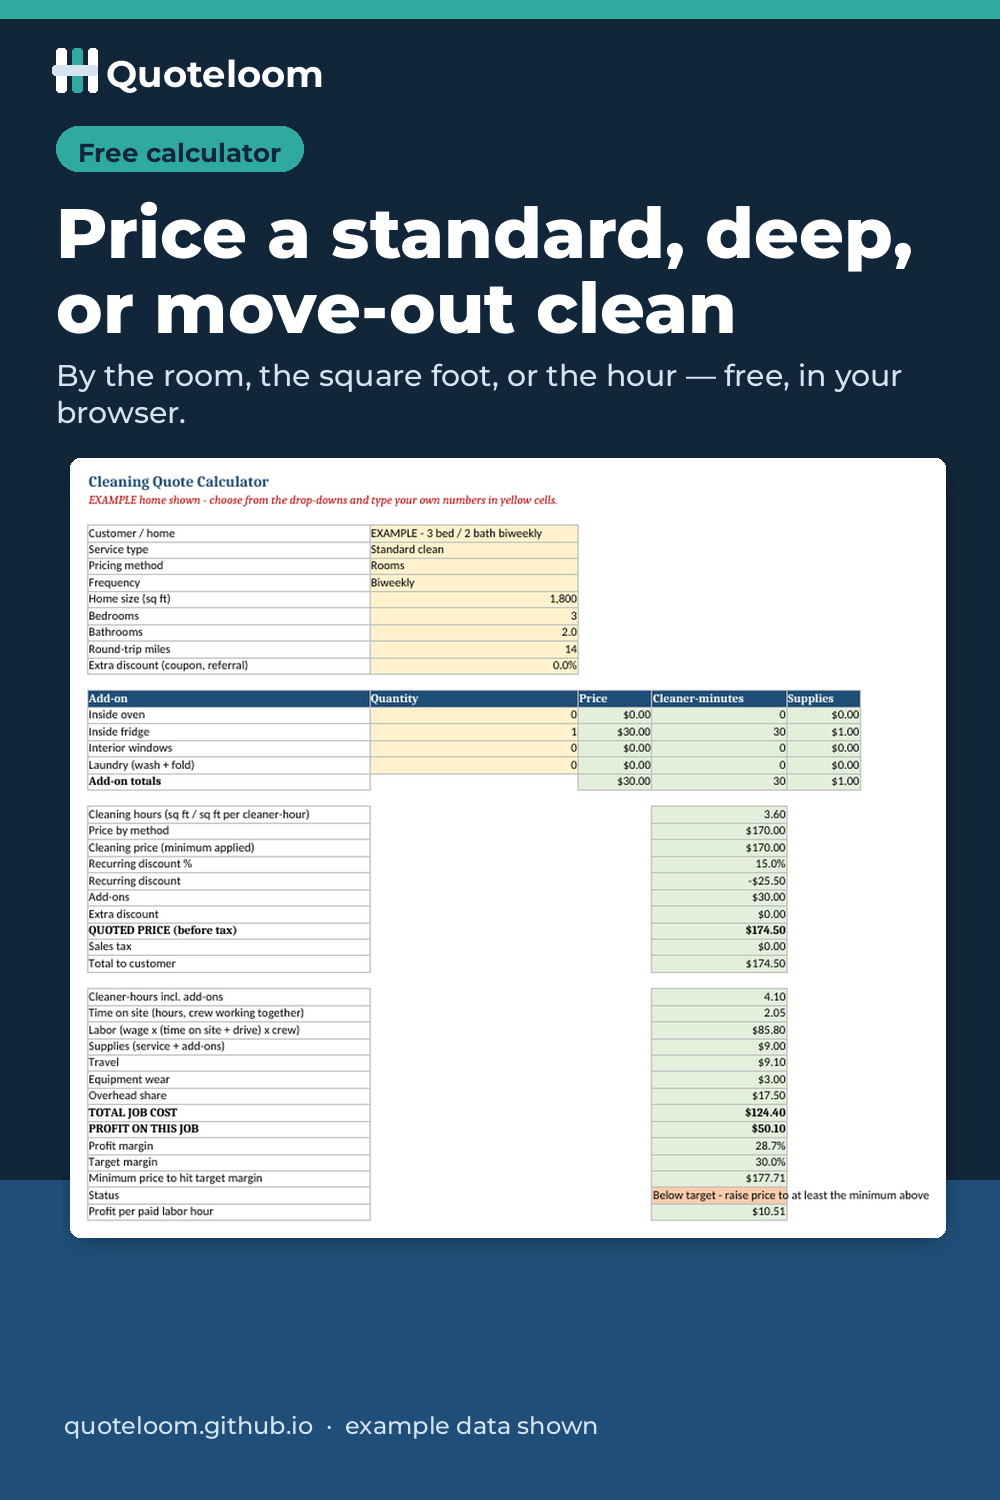 Quoteloom
Free calculator
Price a standard, deep,
or move-out clean
By the room, the square foot, or the hour — free, in your
browser.
Cleaning Quote Calculator
EXAMPLE home shown - choose from the drop-downs and type your own numbers in yellow cells.
Customer / home EXAMPLE - 3 bed / 2 bath biweekly
Service type Standard clean
Pricing method Rooms
Frequency Biweekly
Home size (sq ft) 1,800
Bedrooms 3
Bathrooms 2.0
Round-trip miles 14
Extra discount (coupon, referral) 0.0%
Add-on Quantity Price Cleaner-minutes Supplies
Inside oven 0 $0.00 0 $0.00
Inside fridge 1 $30.00 30 $1.00
Interior windows 0 $0.00 0 $0.00
Laundry (wash + fold) 0 $0.00 0 $0.00
Add-on totals $30.00 30 $1.00
Cleaning hours (sq ft / sq ft per cleaner-hour) 3.60
Price by method $170.00
Cleaning price (minimum applied) $170.00
Recurring discount % 15.0%
Recurring discount -$25.50
Add-ons $30.00
Extra discount $0.00
QUOTED PRICE (before tax) $174.50
Sales tax $0.00
Total to customer $174.50
Cleaner-hours incl. add-ons 4.10
Time on site (hours, crew working together) 2.05
Labor (wage x (time on site + drive) x crew) $85.80
Supplies (service + add-ons) $9.00
Travel $9.10
Equipment wear $3.00
Overhead share $17.50
TOTAL JOB COST $124.40
PROFIT ON THIS JOB $50.10
Profit margin 28.7%
Target margin 30.0%
Minimum price to hit target margin $177.71
Status Below target - raise price to at least the minimum above
Profit per paid labor hour $10.51
quoteloom.github.io · example data shown